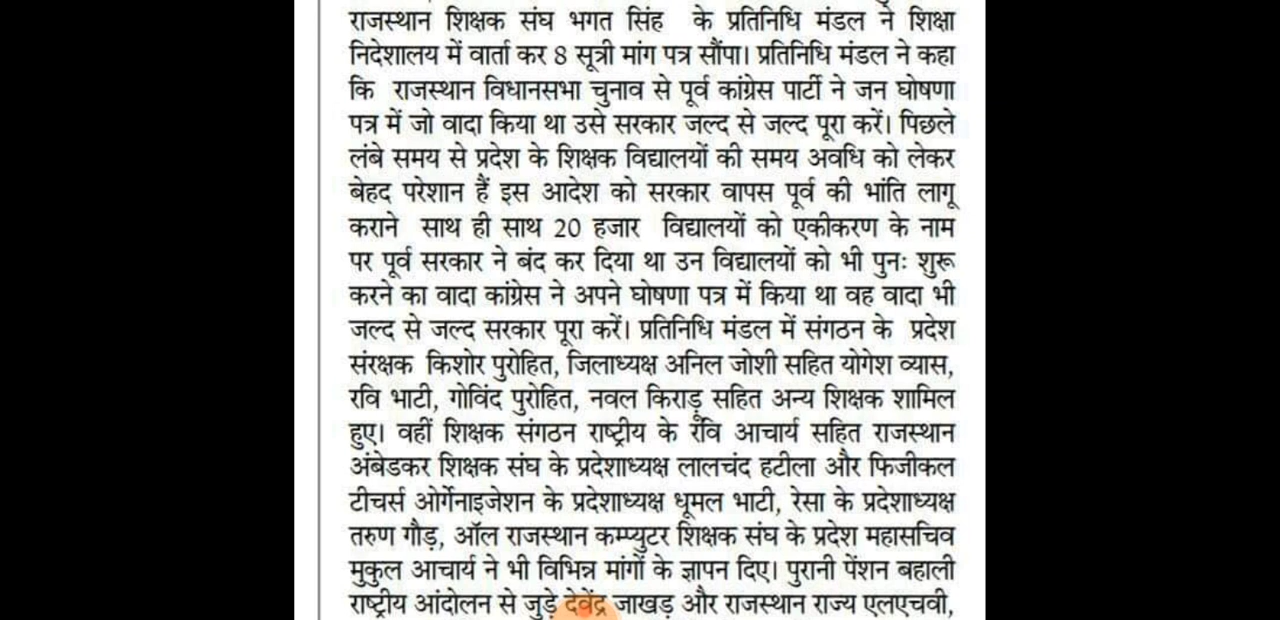 राजस्थान शिक्षक संघ भगत सिंह के प्रतिनिधि मंडल ने शिक्षा
निदेशालय में वार्ता कर 8 सूत्री मांग पत्र सौंपा। प्रतिनिधि मंडल ने कहा
कि राजस्थान विधानसभा चुनाव से पूर्व कांग्रेस पार्टी ने जन घोषणा
पत्र में जो वादा किया था उसे सरकार जल्द से जल्द पूरा करें। पिछले
लंबे समय से प्रदेश के शिक्षक विद्यालयों की समय अवधि को लेकर
बेहद परेशान हैं इस आदेश को सरकार वापस पूर्व की भांति लागू
कराने साथ ही साथ 20 हजार विद्यालयों को एकीकरण के नाम
पर पूर्व सरकार ने बंद कर दिया था उन विद्यालयों को भी पुनः शुरू
करने का वादा कांग्रेस ने अपने घोषणा पत्र में किया था वह वादा भी
जल्द से जल्द सरकार पूरा करें। प्रतिनिधि मंडल में संगठन के प्रदेश
संरक्षक किशोर पुरोहित, जिलाध्यक्ष अनिल जोशी सहित योगेश व्यास,
रवि भाटी, गोविंद पुरोहित, नवल किराड़ू सहित अन्य शिक्षक शामिल
हुए। वहीं शिक्षक संगठन राष्ट्रीय के रवि आचार्य सहित राजस्थान
अंबेडकर शिक्षक संघ के प्रदेशाध्यक्ष लालचंद हटीला और फिजीकल
टीचर्स ओर्गेनाइजेशन के प्रदेशाध्यक्ष धूमल भाटी, रेसा के प्रदेशाध्यक्ष
तरुण गौड़, ऑल राजस्थान कम्प्युटर शिक्षक संघ के प्रदेश महासचिव
मुकुल आचार्य ने भी विभिन्न मांगों के ज्ञापन दिए। पुरानी पेंशन बहाली
राष्ट्रीय आंदोलन से जुड़े देवेंद्र जाखड़ और राजस्थान राज्य एलएचवी,